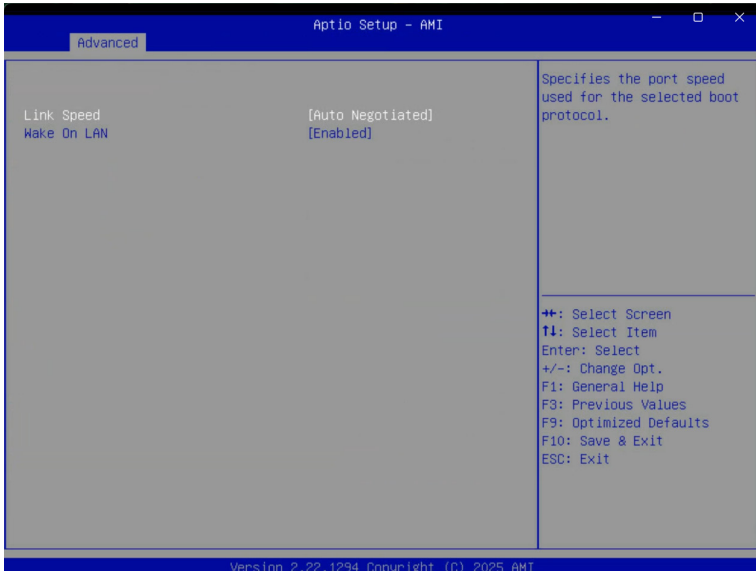 Aptio Setup - AMI
Advanced
Link Speed [Auto Negotiated]
Wake On LAN [Enabled]
Specifies the port speed
used for the selected boot
protocol.
→←: Select Screen
↑↓: Select Item
Enter: Select
+/-: Change Opt.
F1: General Help
F3: Previous Values
F9: Optimized Defaults
F10: Save & Exit
ESC: Exit
Version 2.22.1294 Copyright (C) 2025 AMI